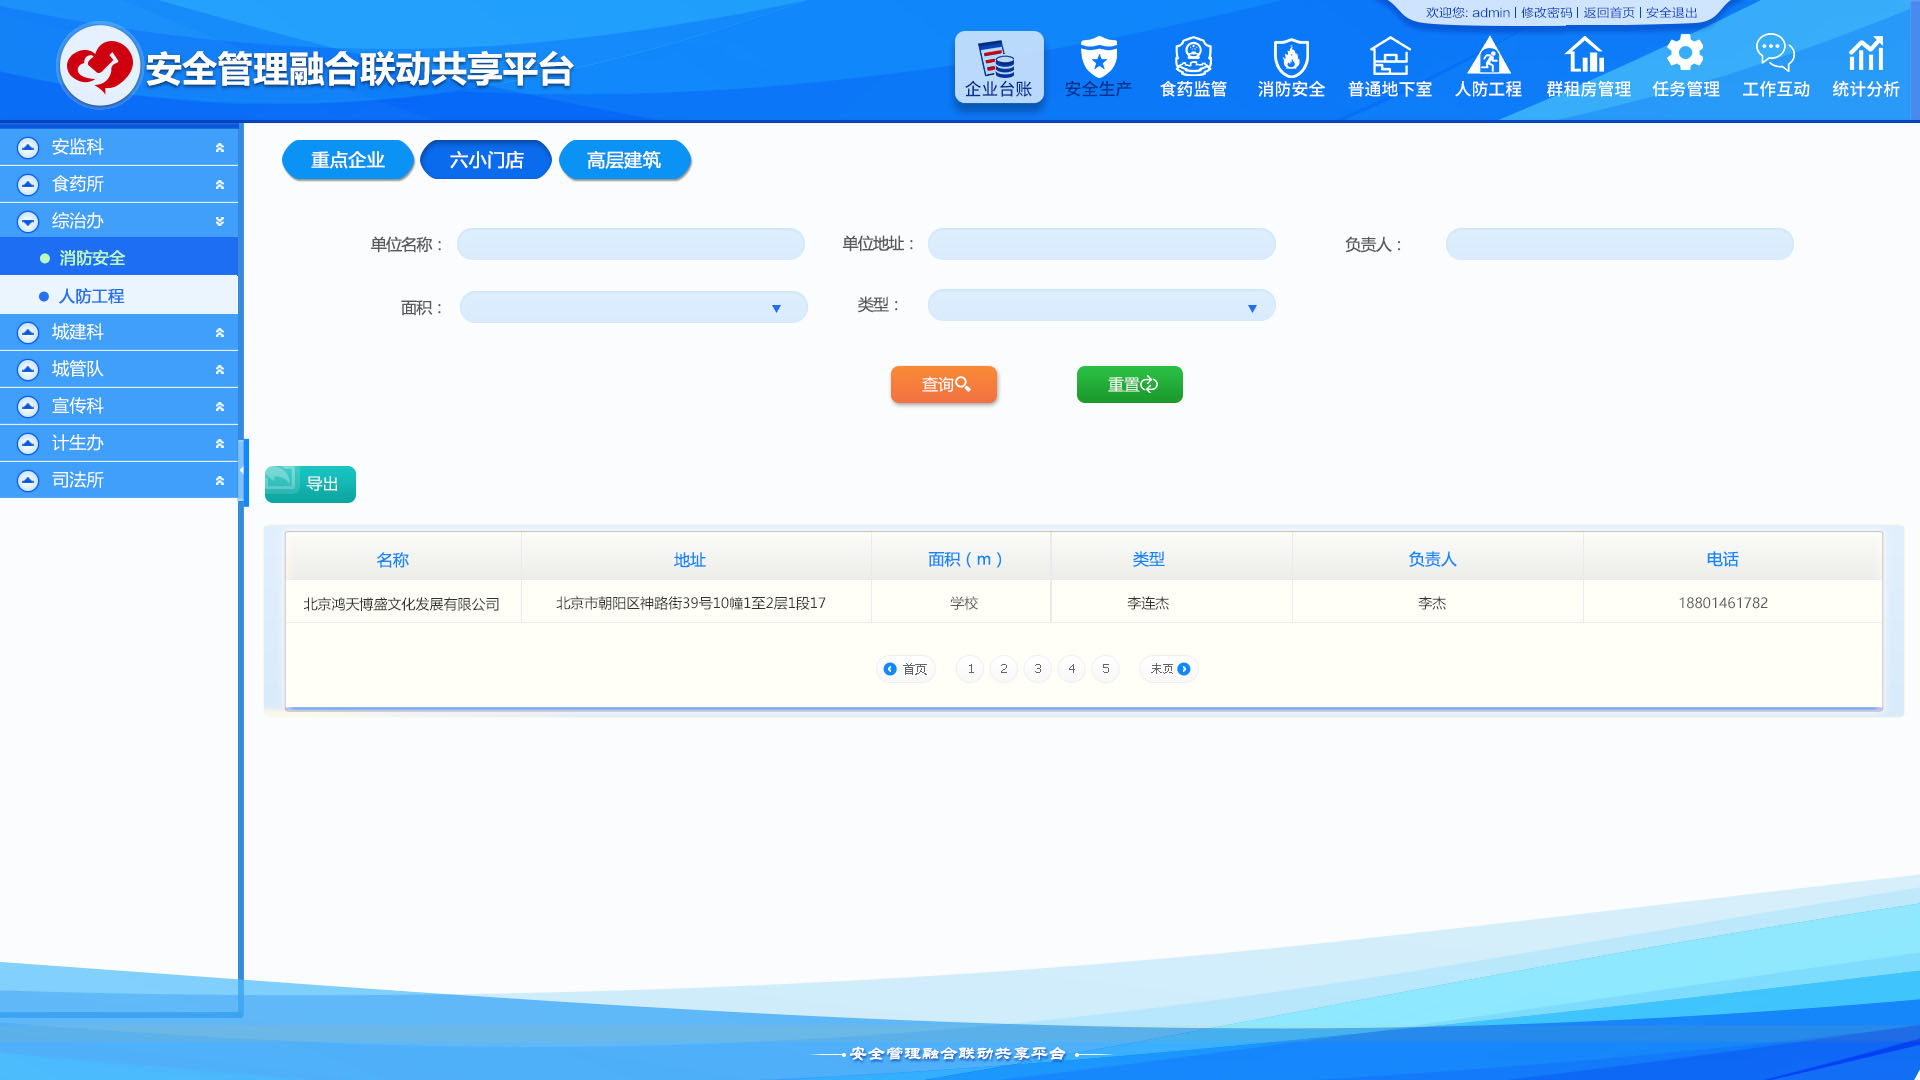 欢迎您: admin | 修改密码 | 返回首页 | 安全退出
安全管理融合联动共享平台
企业台账 安全生产 食药监管 消防安全 普通地下室 人防工程 群租房管理 任务管理 工作互动 统计分析
安监科
食药所
综治办
消防安全
人防工程
城建科
城管队
宣传科
计生办
司法所
重点企业 六小门店 高层建筑
单位名称： 单位地址： 负责人：
面积： 类型：
查询 重置
导出
名称 地址 面积（m） 类型 负责人 电话
北京鸿天博盛文化发展有限公司 北京市朝阳区神路街39号10幢1至2层1段17 学校 李连杰 李杰 18801461782
首页 1 2 3 4 5 末页
安全管理融合联动共享平台